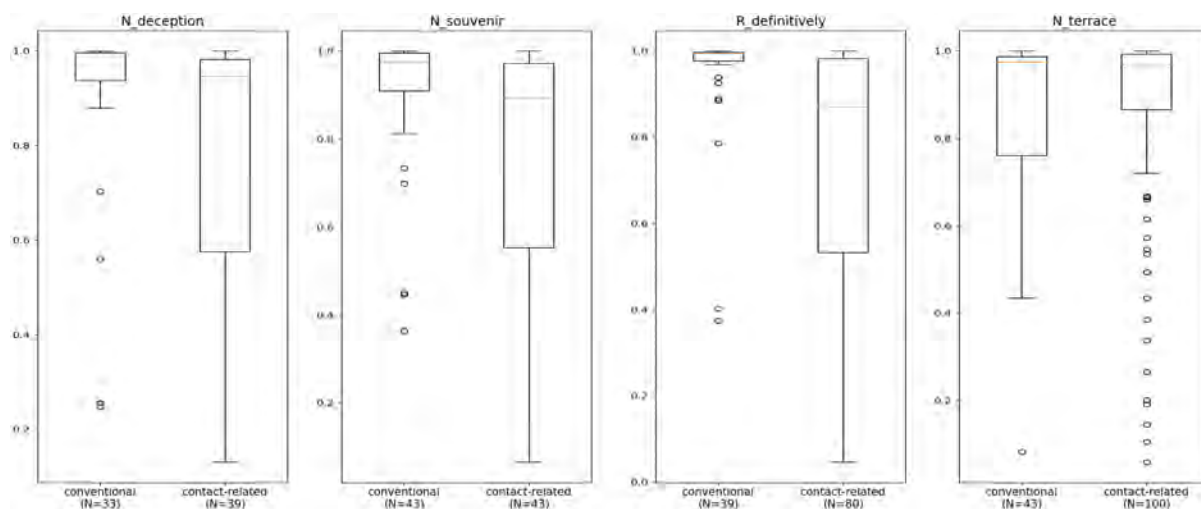 N_deception
1.0
0.8
0.6
0.4
0.2
conventional
(N=33)
contact-related
(N=39)
N_souvenir
1.0
0.8
0.6
0.4
0.2
conventional
(N=43)
contact-related
(N=43)
R_definitively
1.0
0.8
0.6
0.4
0.2
0.0
conventional
(N=39)
contact-related
(N=80)
N_terrace
1.0
0.8
0.6
0.4
0.2
conventional
(N=43)
contact-related
(N=100)